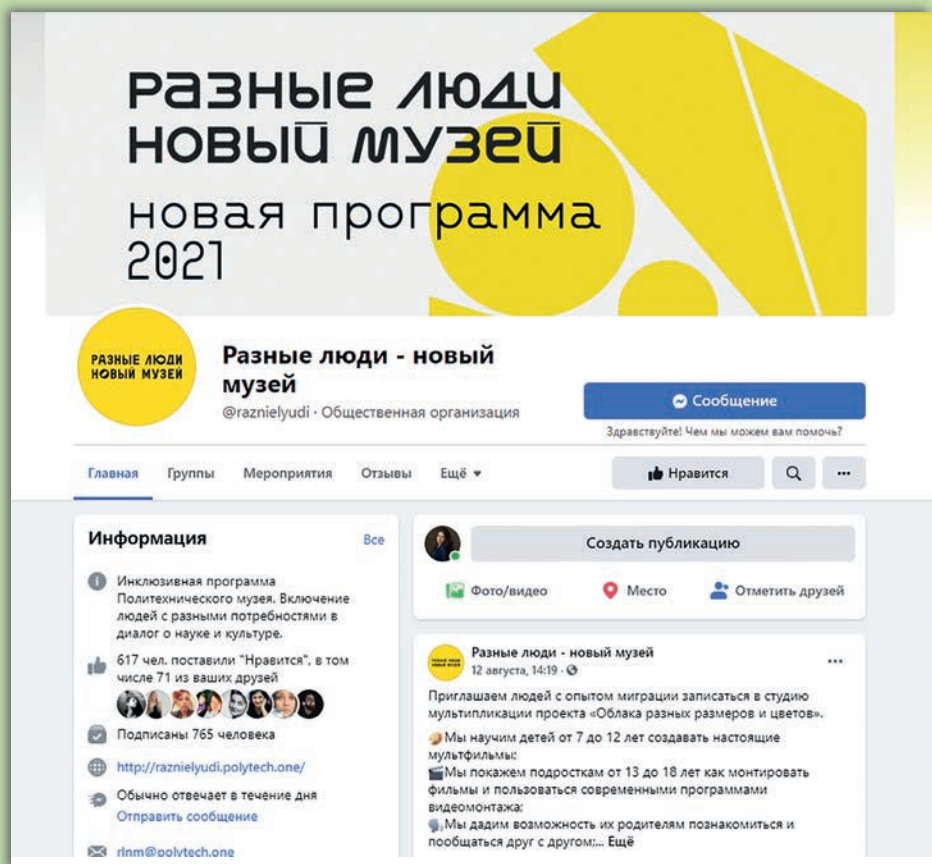 Разные люди
новый музей
новая программа
2021
РАЗНЫЕ ЛЮДИ
НОВЫЙ МУЗЕЙ
Разные люди - новый
музей
@raznielyudi · Общественная организация
Сообщение
Здравствуйте! Чем мы можем вам помочь?
Главная Группы Мероприятия Отзывы Ещё
Нравится
Информация
Все
Инклюзивная программа
Политехнического музея. Включение
людей с разными потребностями в
диалог о науке и культуре.
617 чел. поставили "Нравится", в том
числе 71 из ваших друзей
Подписаны 765 человека
http://raznielyudi.polytech.one/
Обычно отвечает в течение дня
Отправить сообщение
rlnm@polytech.one
Создать публикацию
Фото/видео Место Отметить друзей
РАЗНЫЕ ЛЮДИ
НОВЫЙ МУЗЕЙ
Разные люди - новый музей
12 августа, 14:19 ·
Приглашаем людей с опытом миграции записаться в студию
мультипликации проекта «Облака разных размеров и цветов».
Мы научим детей от 7 до 12 лет создавать настоящие
мультфильмы;
Мы покажем подросткам от 13 до 18 лет как монтировать
фильмы и пользоваться современными программами
видеомонтажа;
Мы дадим возможность их родителям познакомиться и
пообщаться друг с другом;... Ещё